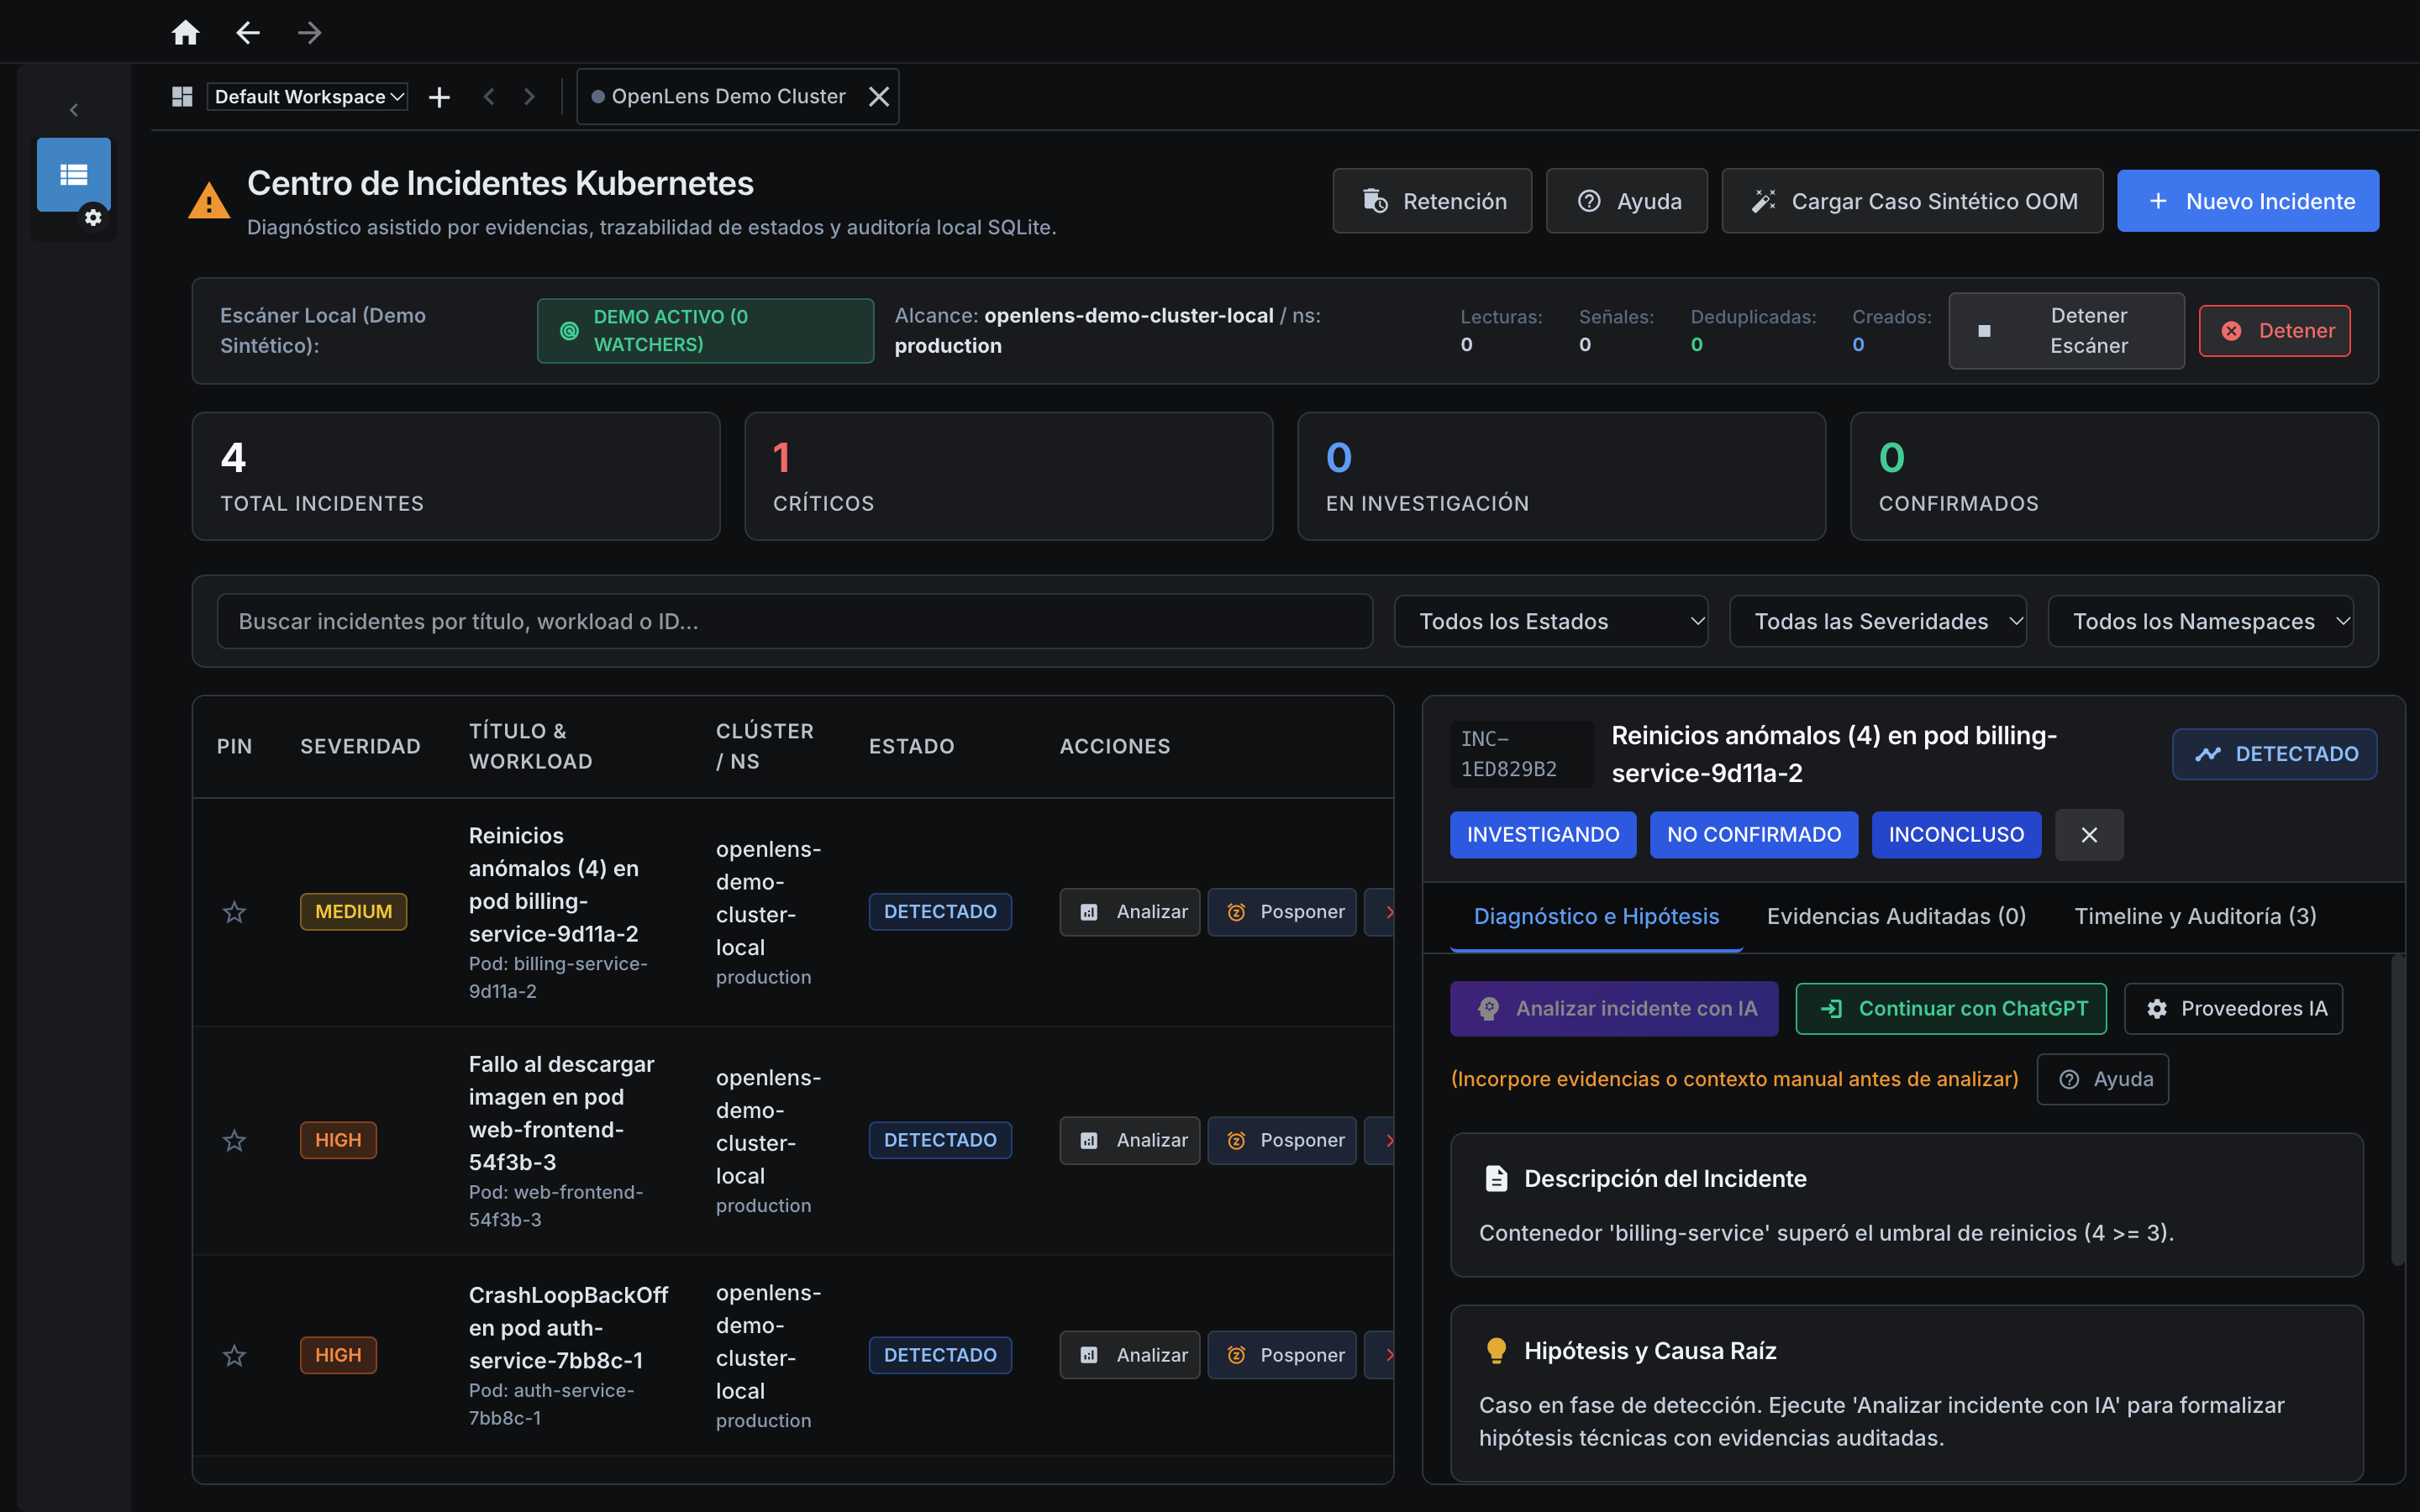 Default Workspace
OpenLens Demo Cluster
Centro de Incidentes Kubernetes
Diagnóstico asistido por evidencias, trazabilidad de estados y auditoría local SQLite.
Retención
Ayuda
Cargar Caso Sintético OOM
+ Nuevo Incidente
Escáner Local (Demo
Sintético):
DEMO ACTIVO (0
WATCHERS)
Alcance: openlens-demo-cluster-local / ns:
production
Lecturas:
0
Señales:
0
Deduplicadas:
0
Creados:
0
Detener
Escáner
Detener
4
TOTAL INCIDENTES
1
CRÍTICOS
0
EN INVESTIGACIÓN
0
CONFIRMADOS
Buscar incidentes por título, workload o ID...
Todos los Estados
Todas las Severidades
Todos los Namespaces
PIN
SEVERIDAD
TÍTULO &
WORKLOAD
CLÚSTER
/ NS
ESTADO
ACCIONES
MEDIUM
Reinicios
anómalos (4) en
pod billing-
service-9d11a-2
Pod: billing-service-
9d11a-2
openlens-
demo-
cluster-
local
production
DETECTADO
Analizar
Posponer
HIGH
Fallo al descargar
imagen en pod
web-frontend-
54f3b-3
Pod: web-frontend-
54f3b-3
openlens-
demo-
cluster-
local
production
DETECTADO
Analizar
Posponer
HIGH
CrashLoopBackOff
en pod auth-
service-7bb8c-1
Pod: auth-service-
7bb8c-1
openlens-
demo-
cluster-
local
production
DETECTADO
Analizar
Posponer
INC-
1ED829B2
Reinicios anómalos (4) en pod billing-
service-9d11a-2
DETECTADO
INVESTIGANDO
NO CONFIRMADO
INCONCLUSO
Diagnóstico e Hipótesis
Evidencias Auditadas (0)
Timeline y Auditoría (3)
Analizar incidente con IA
Continuar con ChatGPT
Proveedores IA
(Incorpore evidencias o contexto manual antes de analizar)
Ayuda
Descripción del Incidente
Contenedor 'billing-service' superó el umbral de reinicios (4 >= 3).
Hipótesis y Causa Raíz
Caso en fase de detección. Ejecute 'Analizar incidente con IA' para formalizar
hipótesis técnicas con evidencias auditadas.